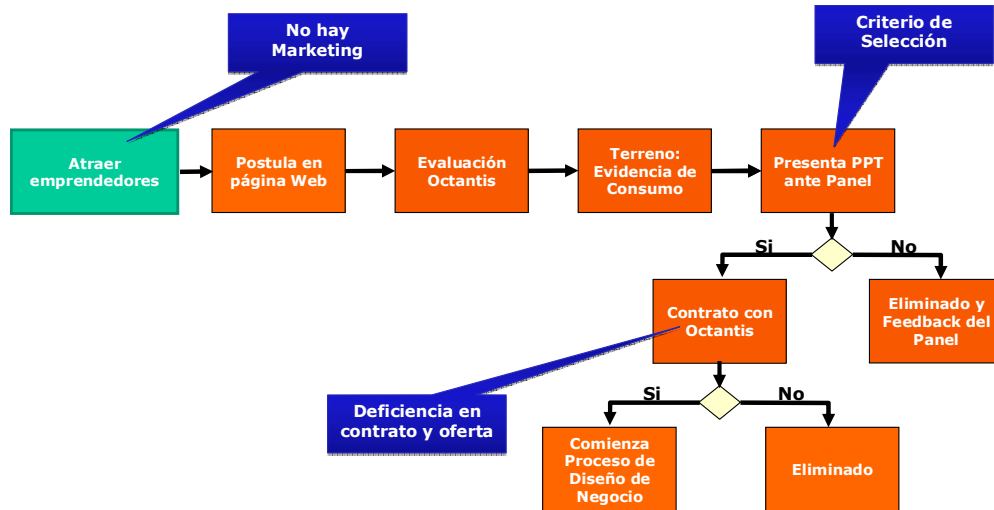 No hay
Marketing
Criterio de
Selección
Atraer
emprendedores
Postula en
página Web
Evaluación
Octantis
Terreno:
Evidencia de
Consumo
Presenta PPT
ante Panel
Si
No
Contrato con
Octantis
Eliminado y
Feedback del
Panel
Deficiencia en
contrato y oferta
Si
No
Comienza
Proceso de
Diseño de
Negocio
Eliminado